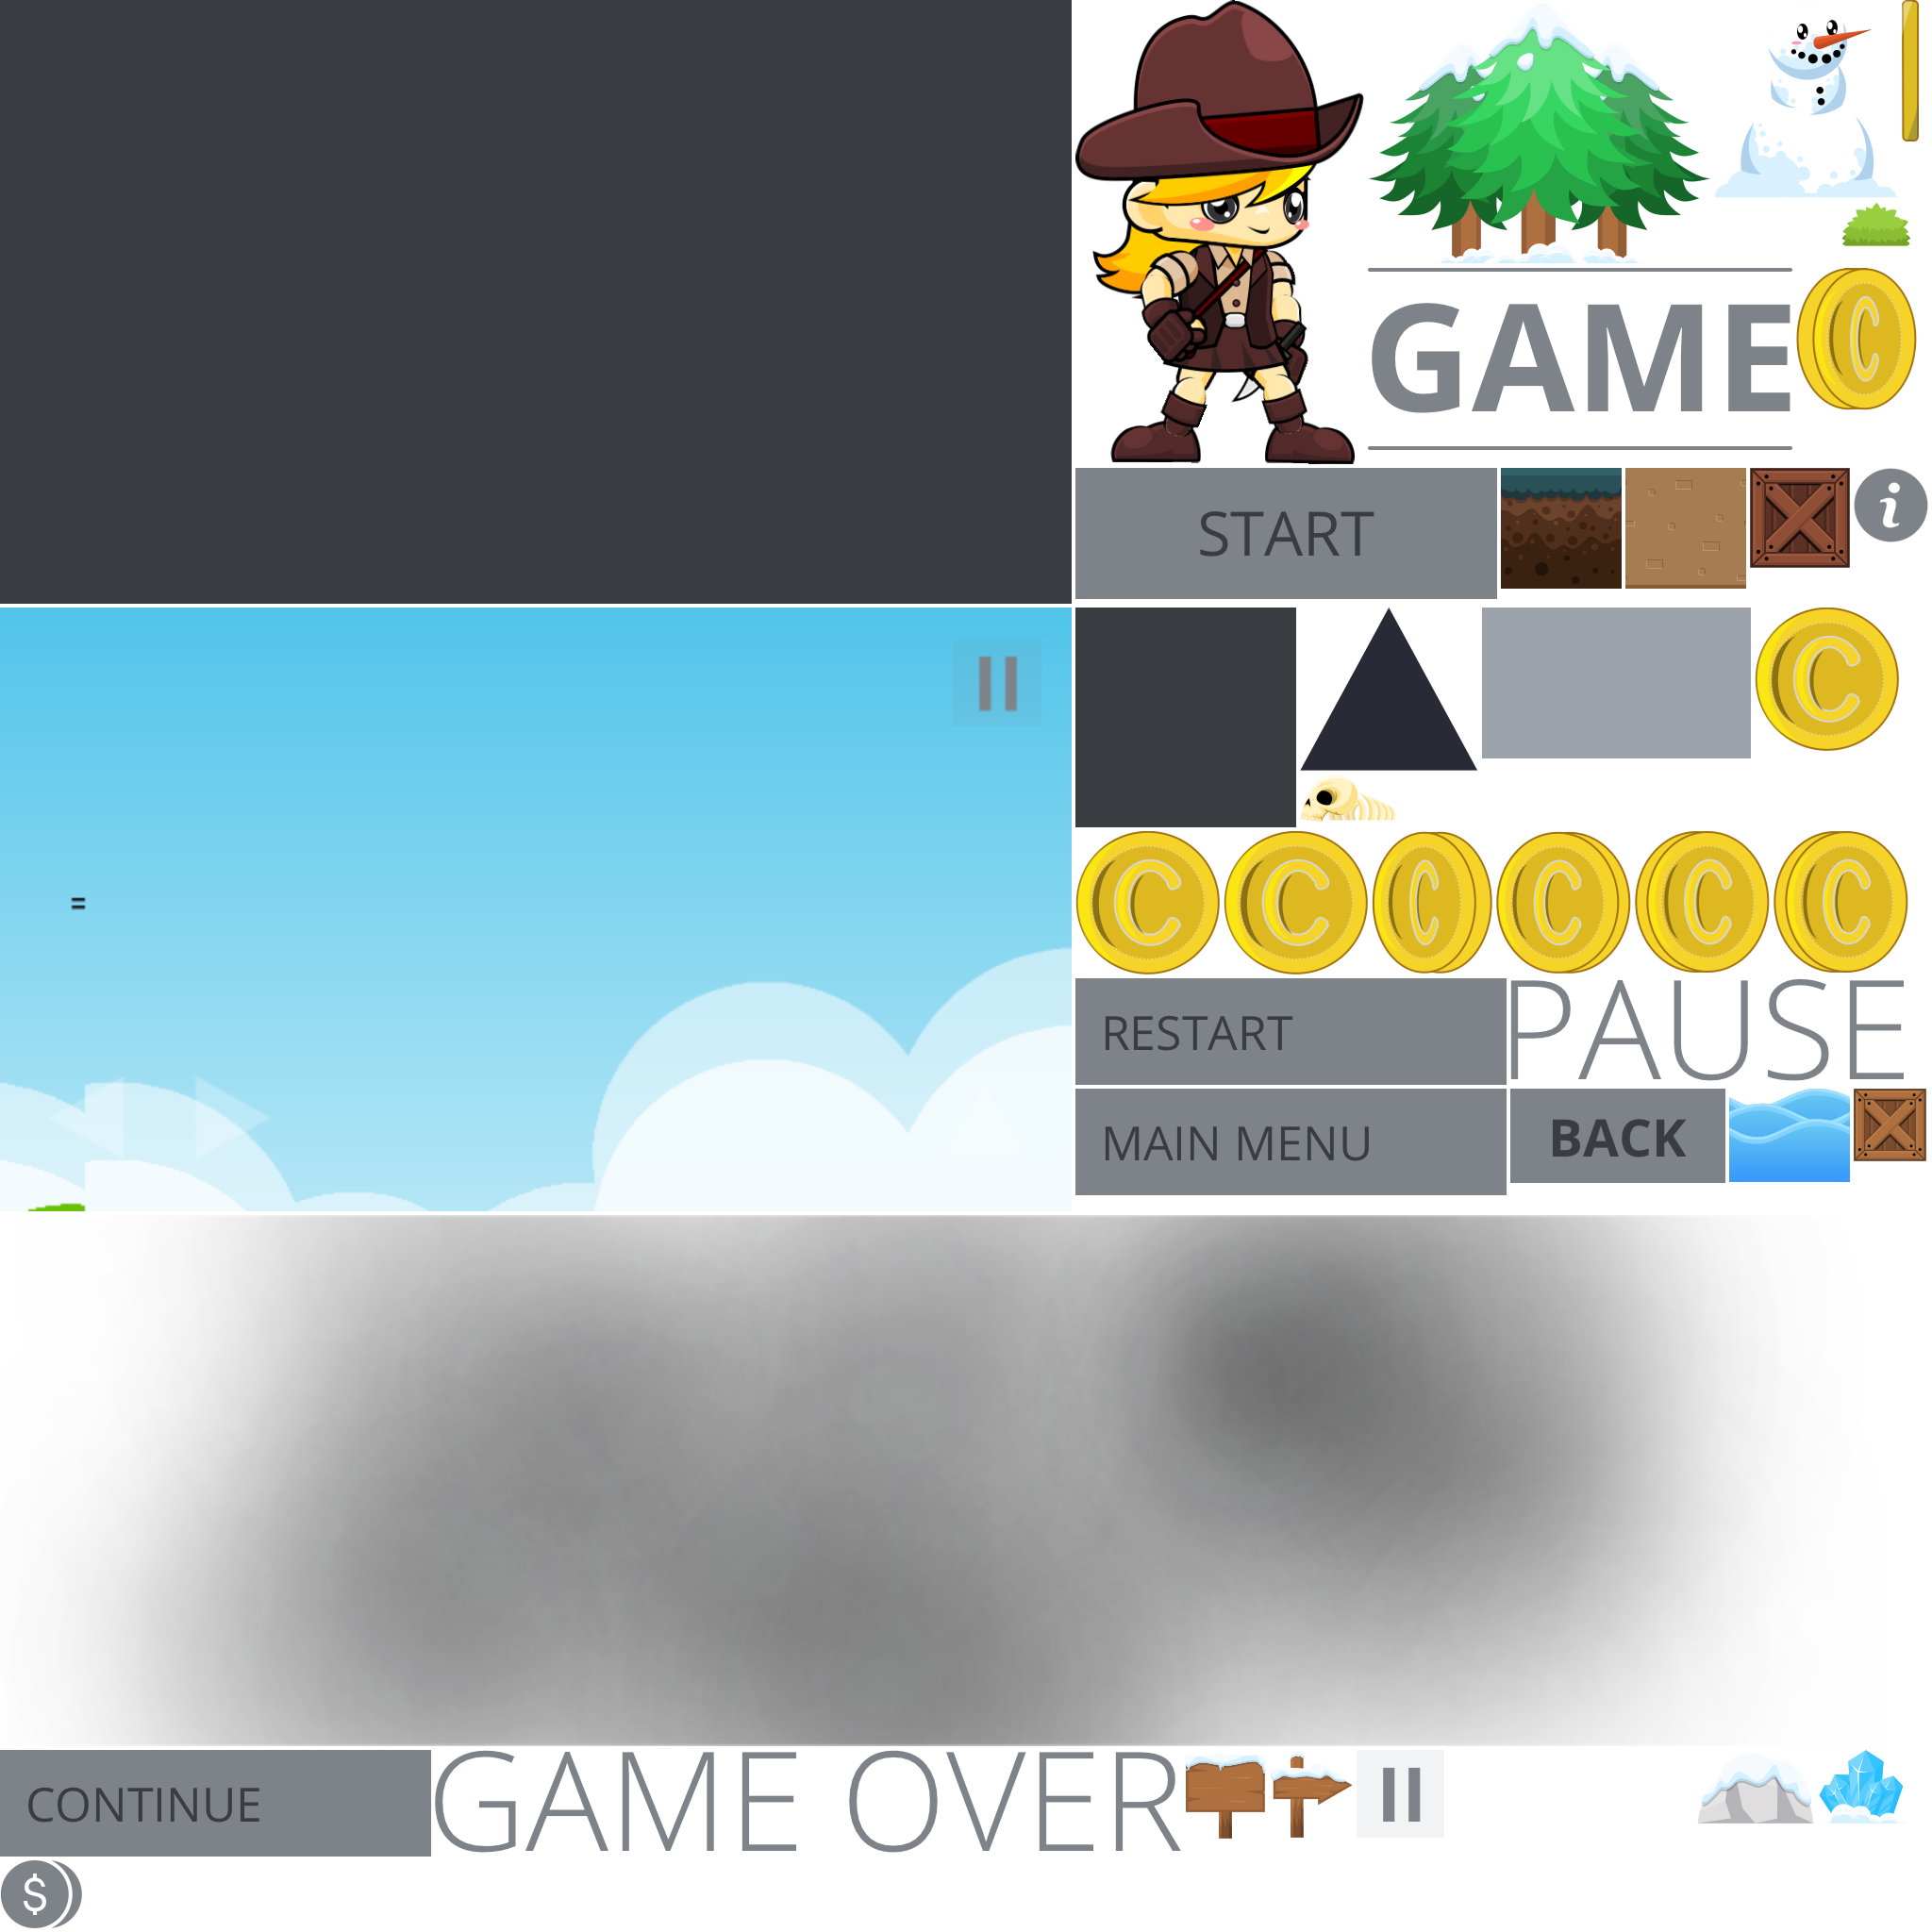 GAME
C
START
i
=
C
C
C
C
C
C
C
RESTART
PAUSE
MAIN MENU
BACK
CONTINUE
GAME OVER
$